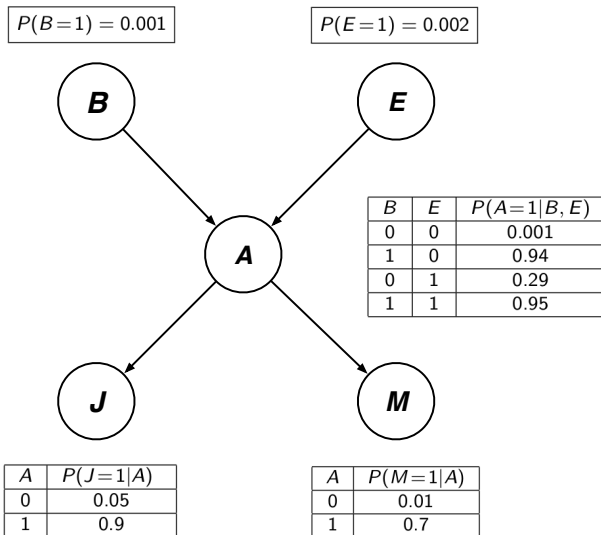 P(B=1) = 0.001
P(E=1) = 0.002
B
E
A
B E P(A=1|B, E)
0 0 0.001
1 0 0.94
0 1 0.29
1 1 0.95
J
M
A P(J=1|A)
0 0.05
1 0.9
A P(M=1|A)
0 0.01
1 0.7